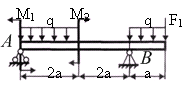 M₁ q M₂ q F₁
A B
2a 2a a